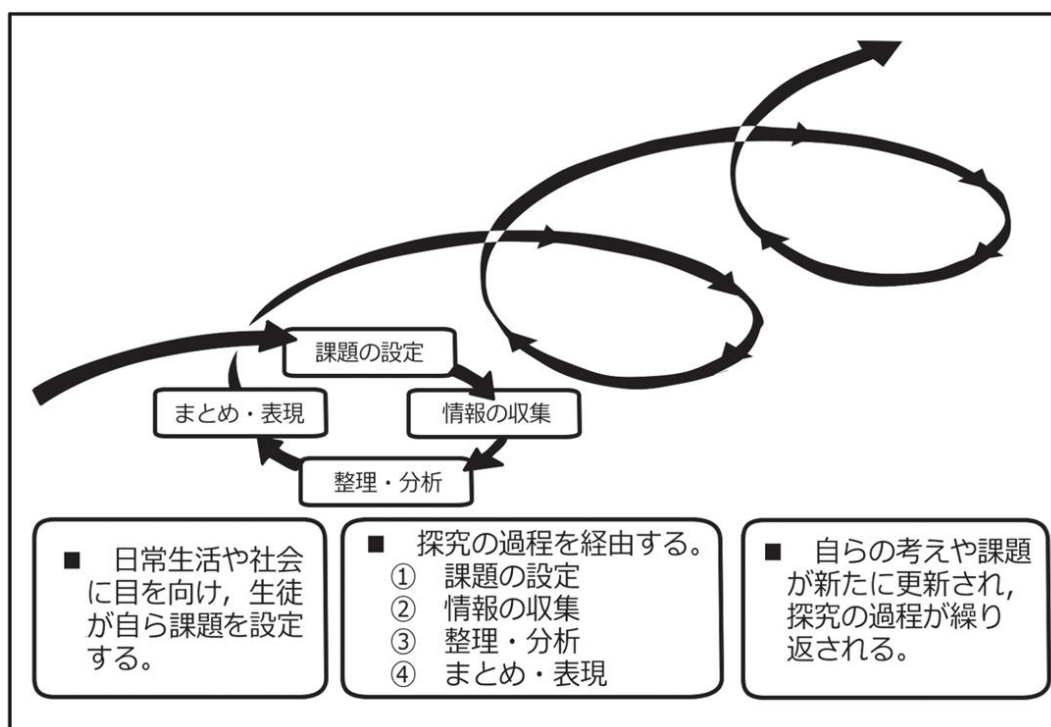 課題の設定
まとめ・表現
情報の収集
整理・分析
■ 日常生活や社会
に目を向け，生徒
が自ら課題を設定
する。
■ 探究の過程を経由する。
① 課題の設定
② 情報の収集
③ 整理・分析
④ まとめ・表現
■ 自らの考えや課題
が新たに更新され，
探究の過程が繰り
返される。